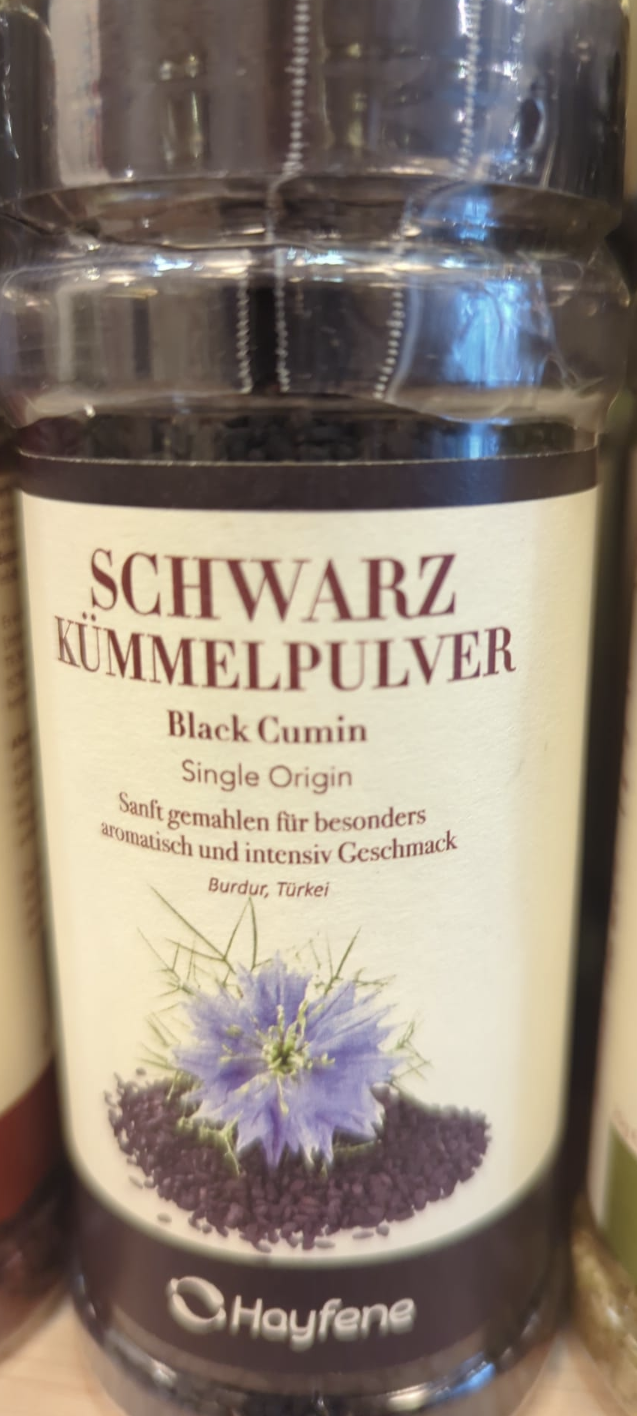 SCHWARZ
KÜMMELPULVER
Black Cumin
Single Origin
Sanft gemahlen für besonders
aromatisch und intensiv Geschmack
Burdur, Türkei
Hayfene